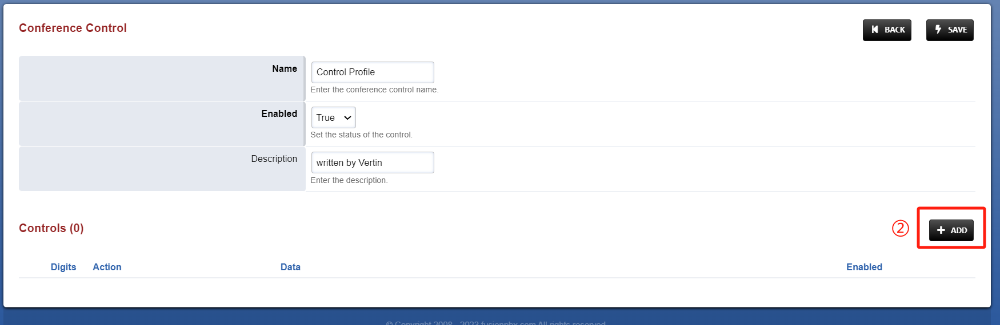 Conference Control
BACK
SAVE
Name
Control Profile
Enter the conference control name.
Enabled
True
Set the status of the control.
Description
written by Vertin
Enter the description.
Controls (0)
②
ADD
Digits Action Data Enabled
© Copyright 2008 - 2023 fusionpbx.com All rights reserved.